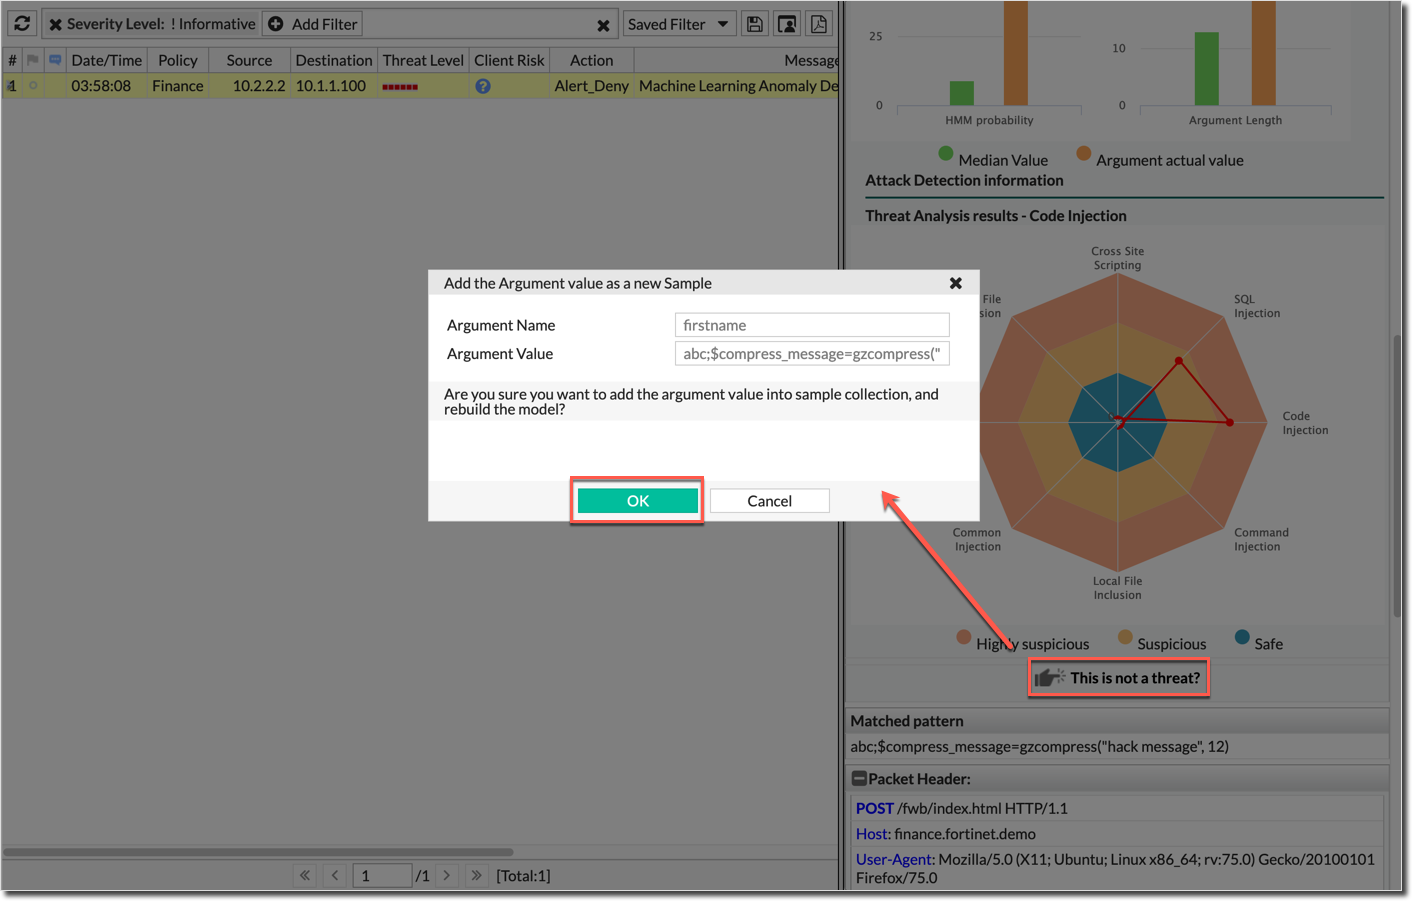 Severity Level: ! Informative
Add Filter
Saved Filter
# Date/Time Policy Source Destination Threat Level Client Risk Action Message
1 03:58:08 Finance 10.2.2.2 10.1.1.100 Alert_Deny Machine Learning Anomaly De
25
0
HMM probability
10
0
Argument Length
Median Value Argument actual value
Attack Detection information
Threat Analysis results - Code Injection
Cross Site
Scripting
File
sion
SQL
Injection
Code
Injection
Command
Injection
Local File
Inclusion
Common
Injection
Highly suspicious Suspicious Safe
This is not a threat?
Add the Argument value as a new Sample
Argument Name firstname
Argument Value abc;$compress_message=gzcompress("
Are you sure you want to add the argument value into sample collection, and
rebuild the model?
OK Cancel
Matched pattern
abc;$compress_message=gzcompress("hack message", 12)
Packet Header:
POST /fwb/index.html HTTP/1.1
Host: finance.fortinet.demo
User-Agent: Mozilla/5.0 (X11; Ubuntu; Linux x86_64; rv:75.0) Gecko/20100101
Firefox/75.0
1 /1 [Total:1]